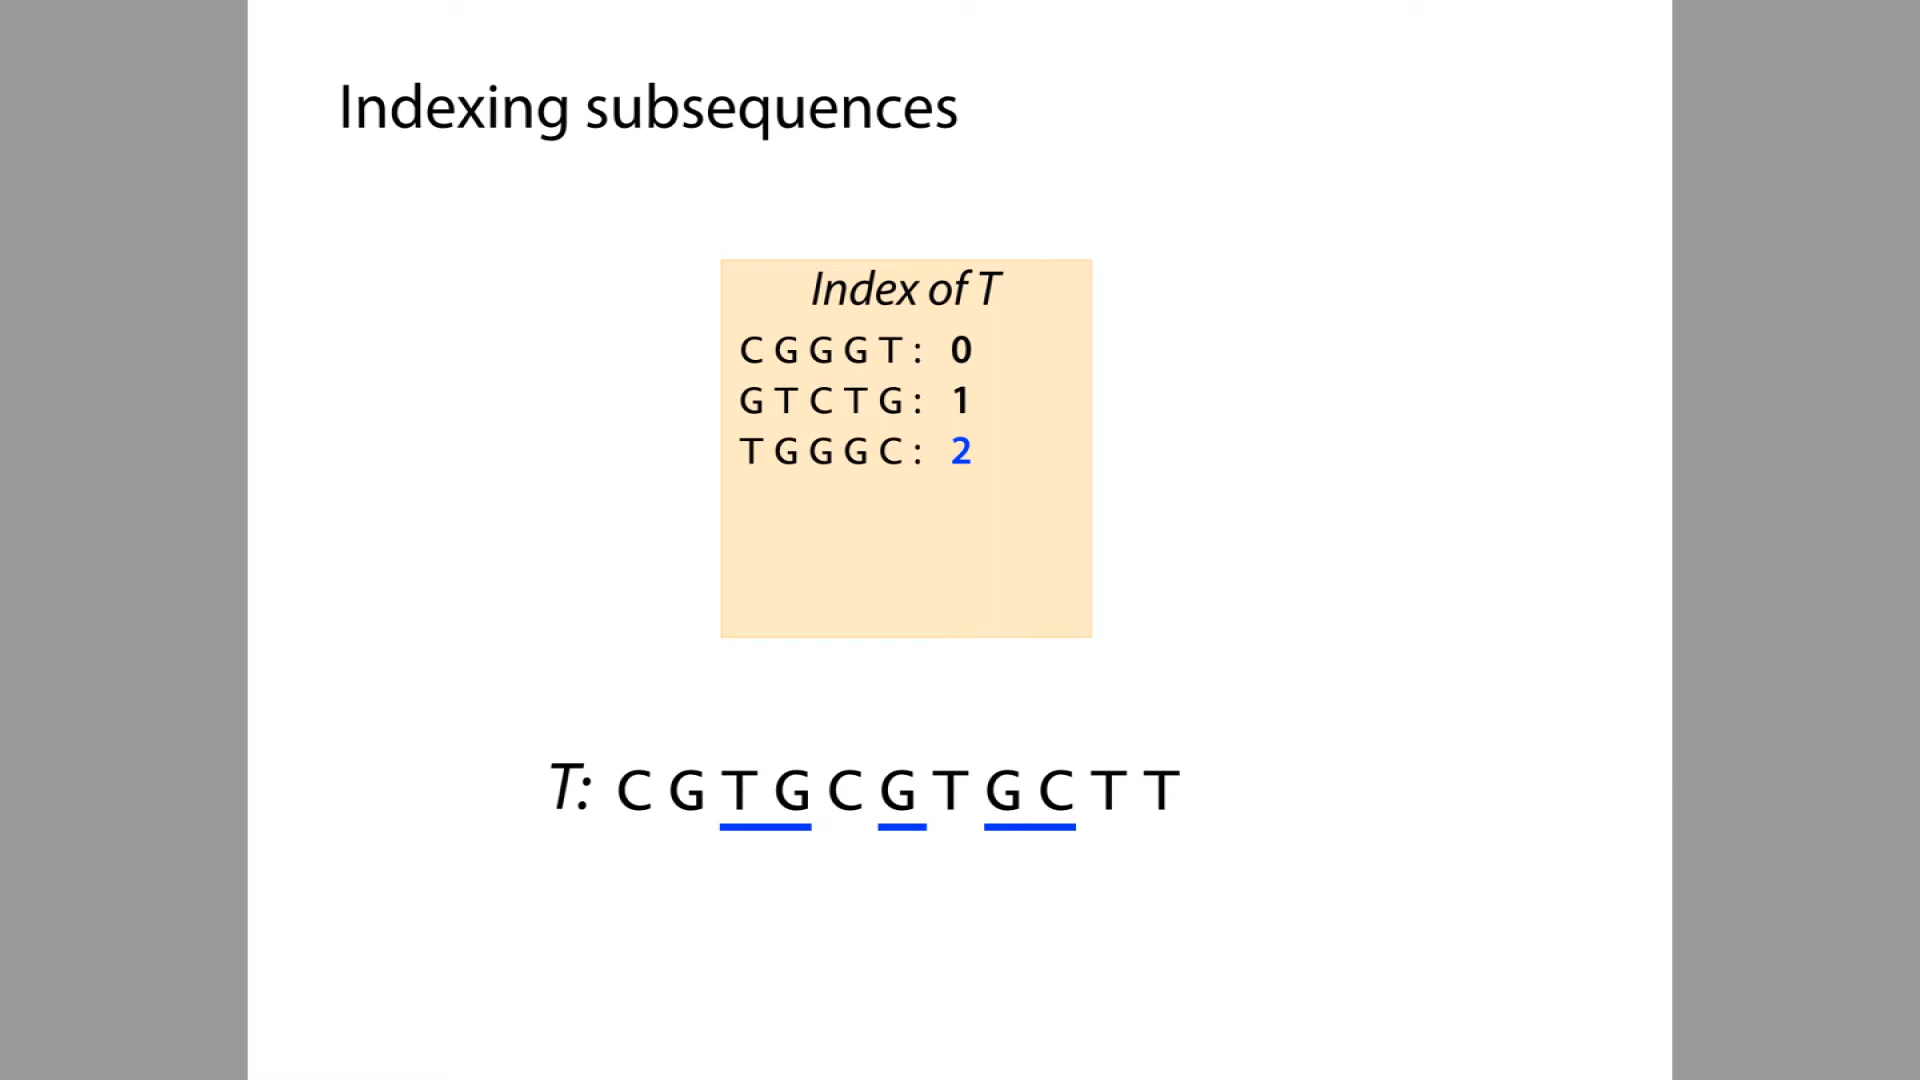 Indexing subsequences
Index of T
C G G G T : 0
G T C T G : 1
T G G G C : 2
T: C G T G C G T G C T T